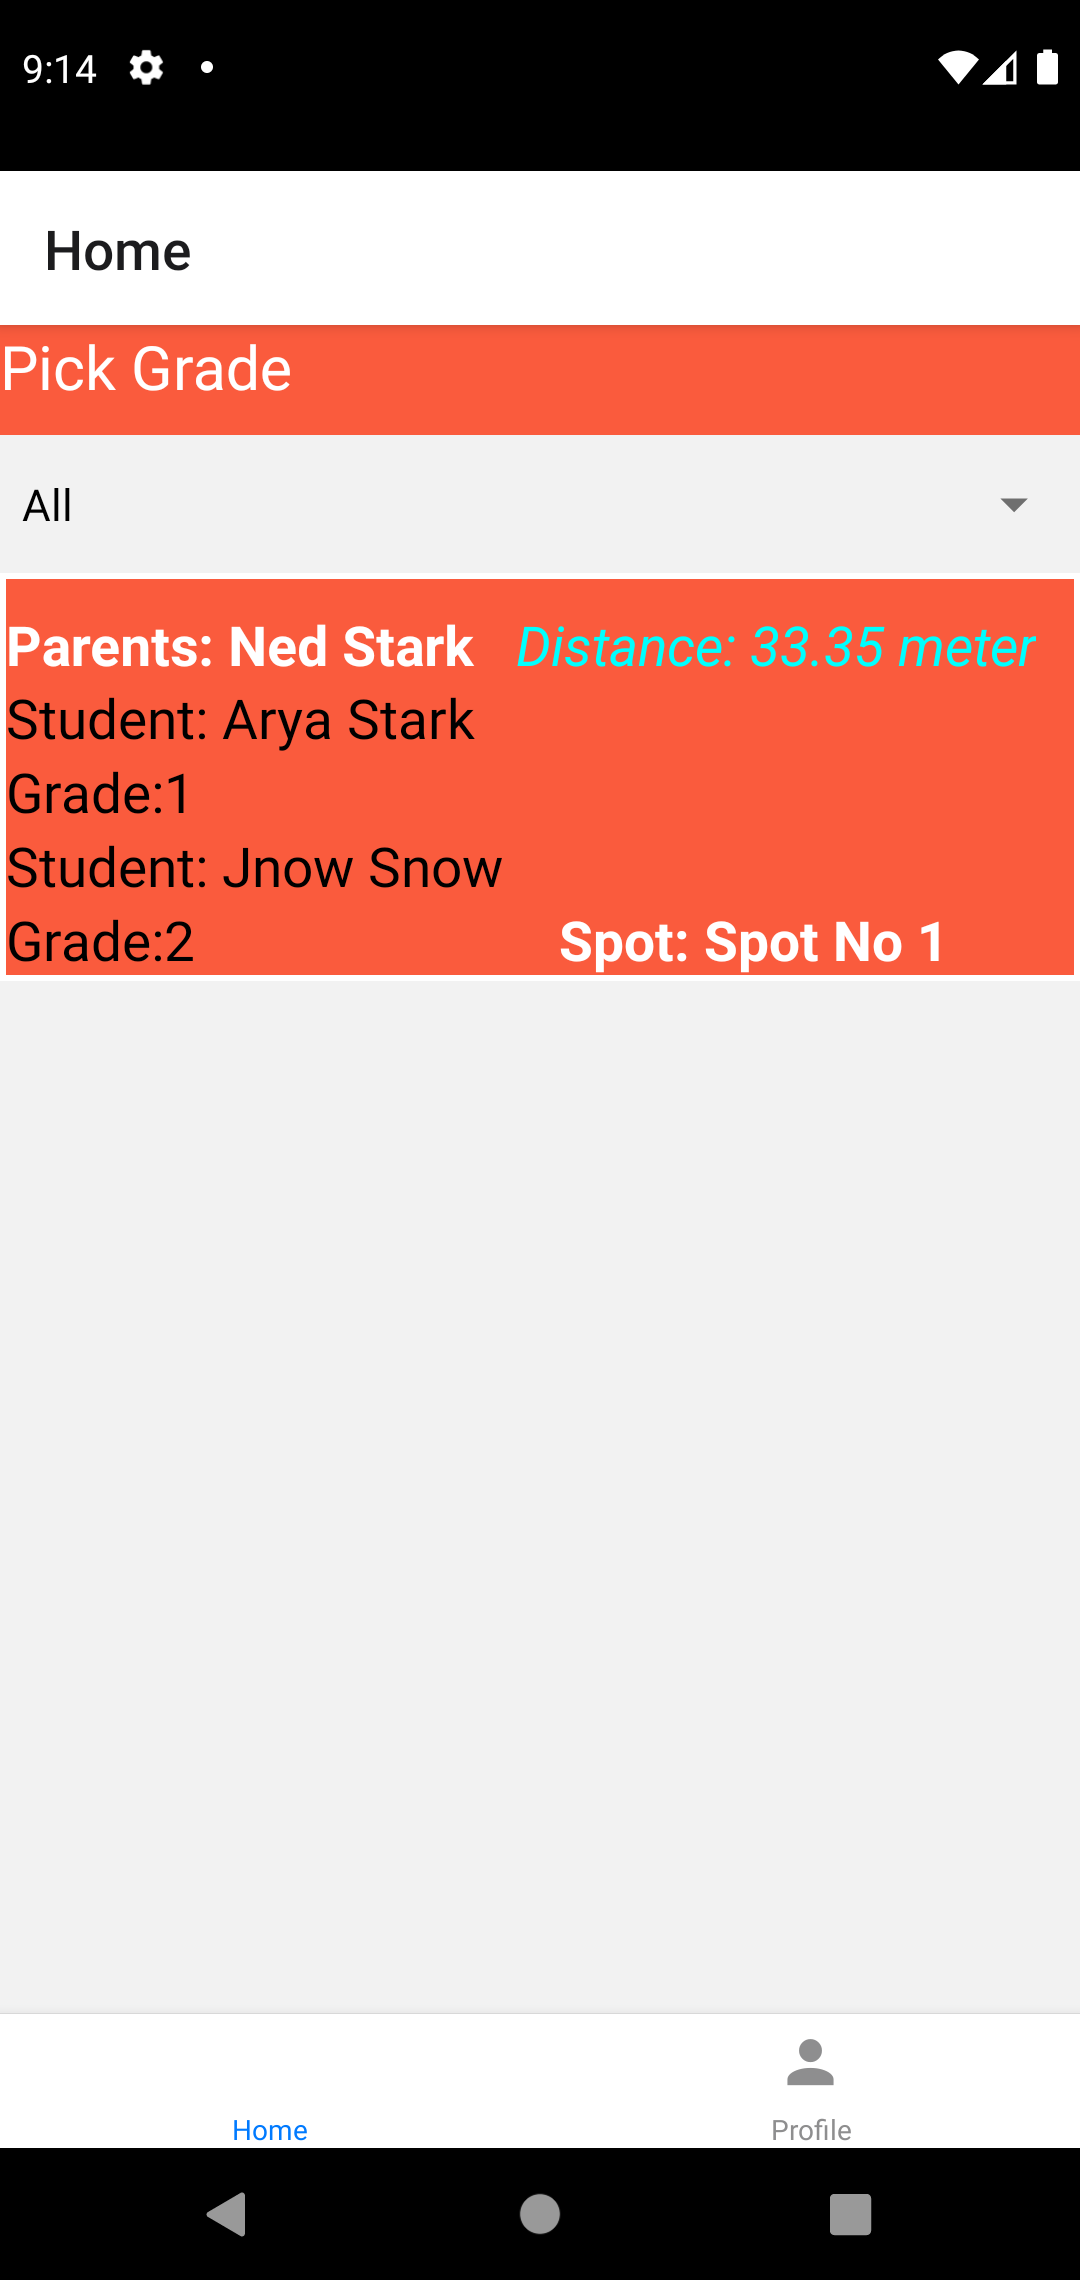 9:14
Home
Pick Grade
All
Parents: Ned Stark Distance: 33.35 meter
Student: Arya Stark
Grade:1
Student: Jnow Snow
Grade:2 Spot: Spot No 1
Home Profile